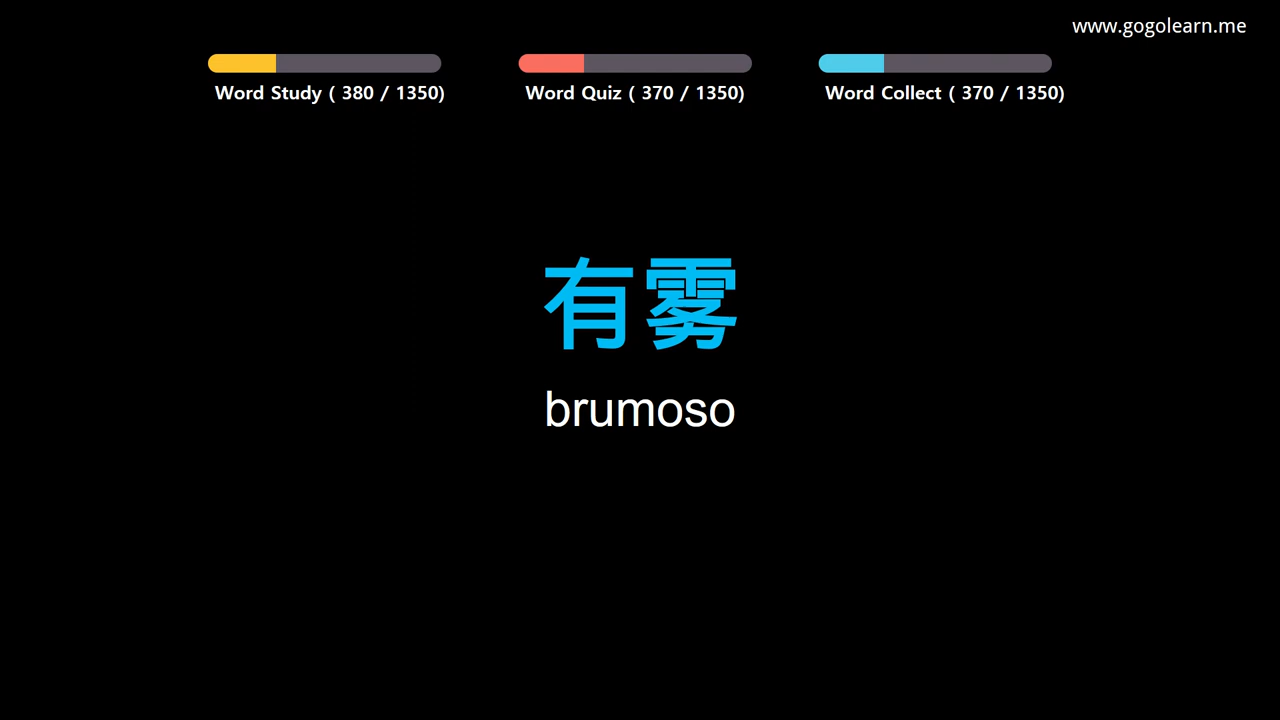 www.gogolearn.me
Word Study ( 380 / 1350)
Word Quiz ( 370 / 1350)
Word Collect ( 370 / 1350)
有雾
brumoso